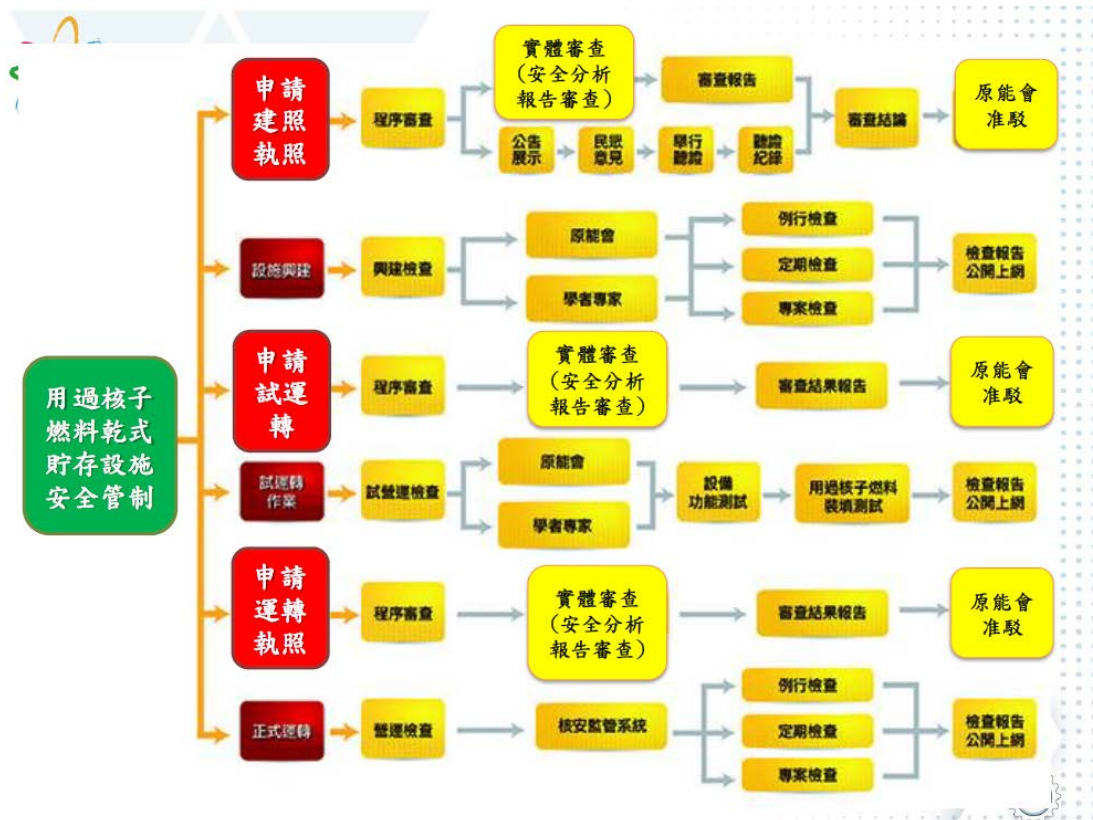 用過核子
燃料乾式
貯存設施
安全管制
申請
建照
執照
程序審查
實體審查
(安全分析
報告審查)
審查報告
公告
展示
民眾
意見
舉行
聽證
聽證
紀錄
審查結論
原能會
准駁
設施興建
興建檢查
原能會
學者專家
例行檢查
定期檢查
專案檢查
檢查報告
公開上網
申請
試運
轉
程序審查
實體審查
(安全分析
報告審查)
審查結果報告
原能會
准駁
試運轉
作業
試營運檢查
原能會
學者專家
設備
功能測試
用過核子燃料
裝填測試
檢查報告
公開上網
申請
運轉
執照
程序審查
實體審查
(安全分析
報告審查)
審查結果報告
原能會
准駁
正式運轉
營運檢查
核安監管系統
例行檢查
定期檢查
專案檢查
檢查報告
公開上網